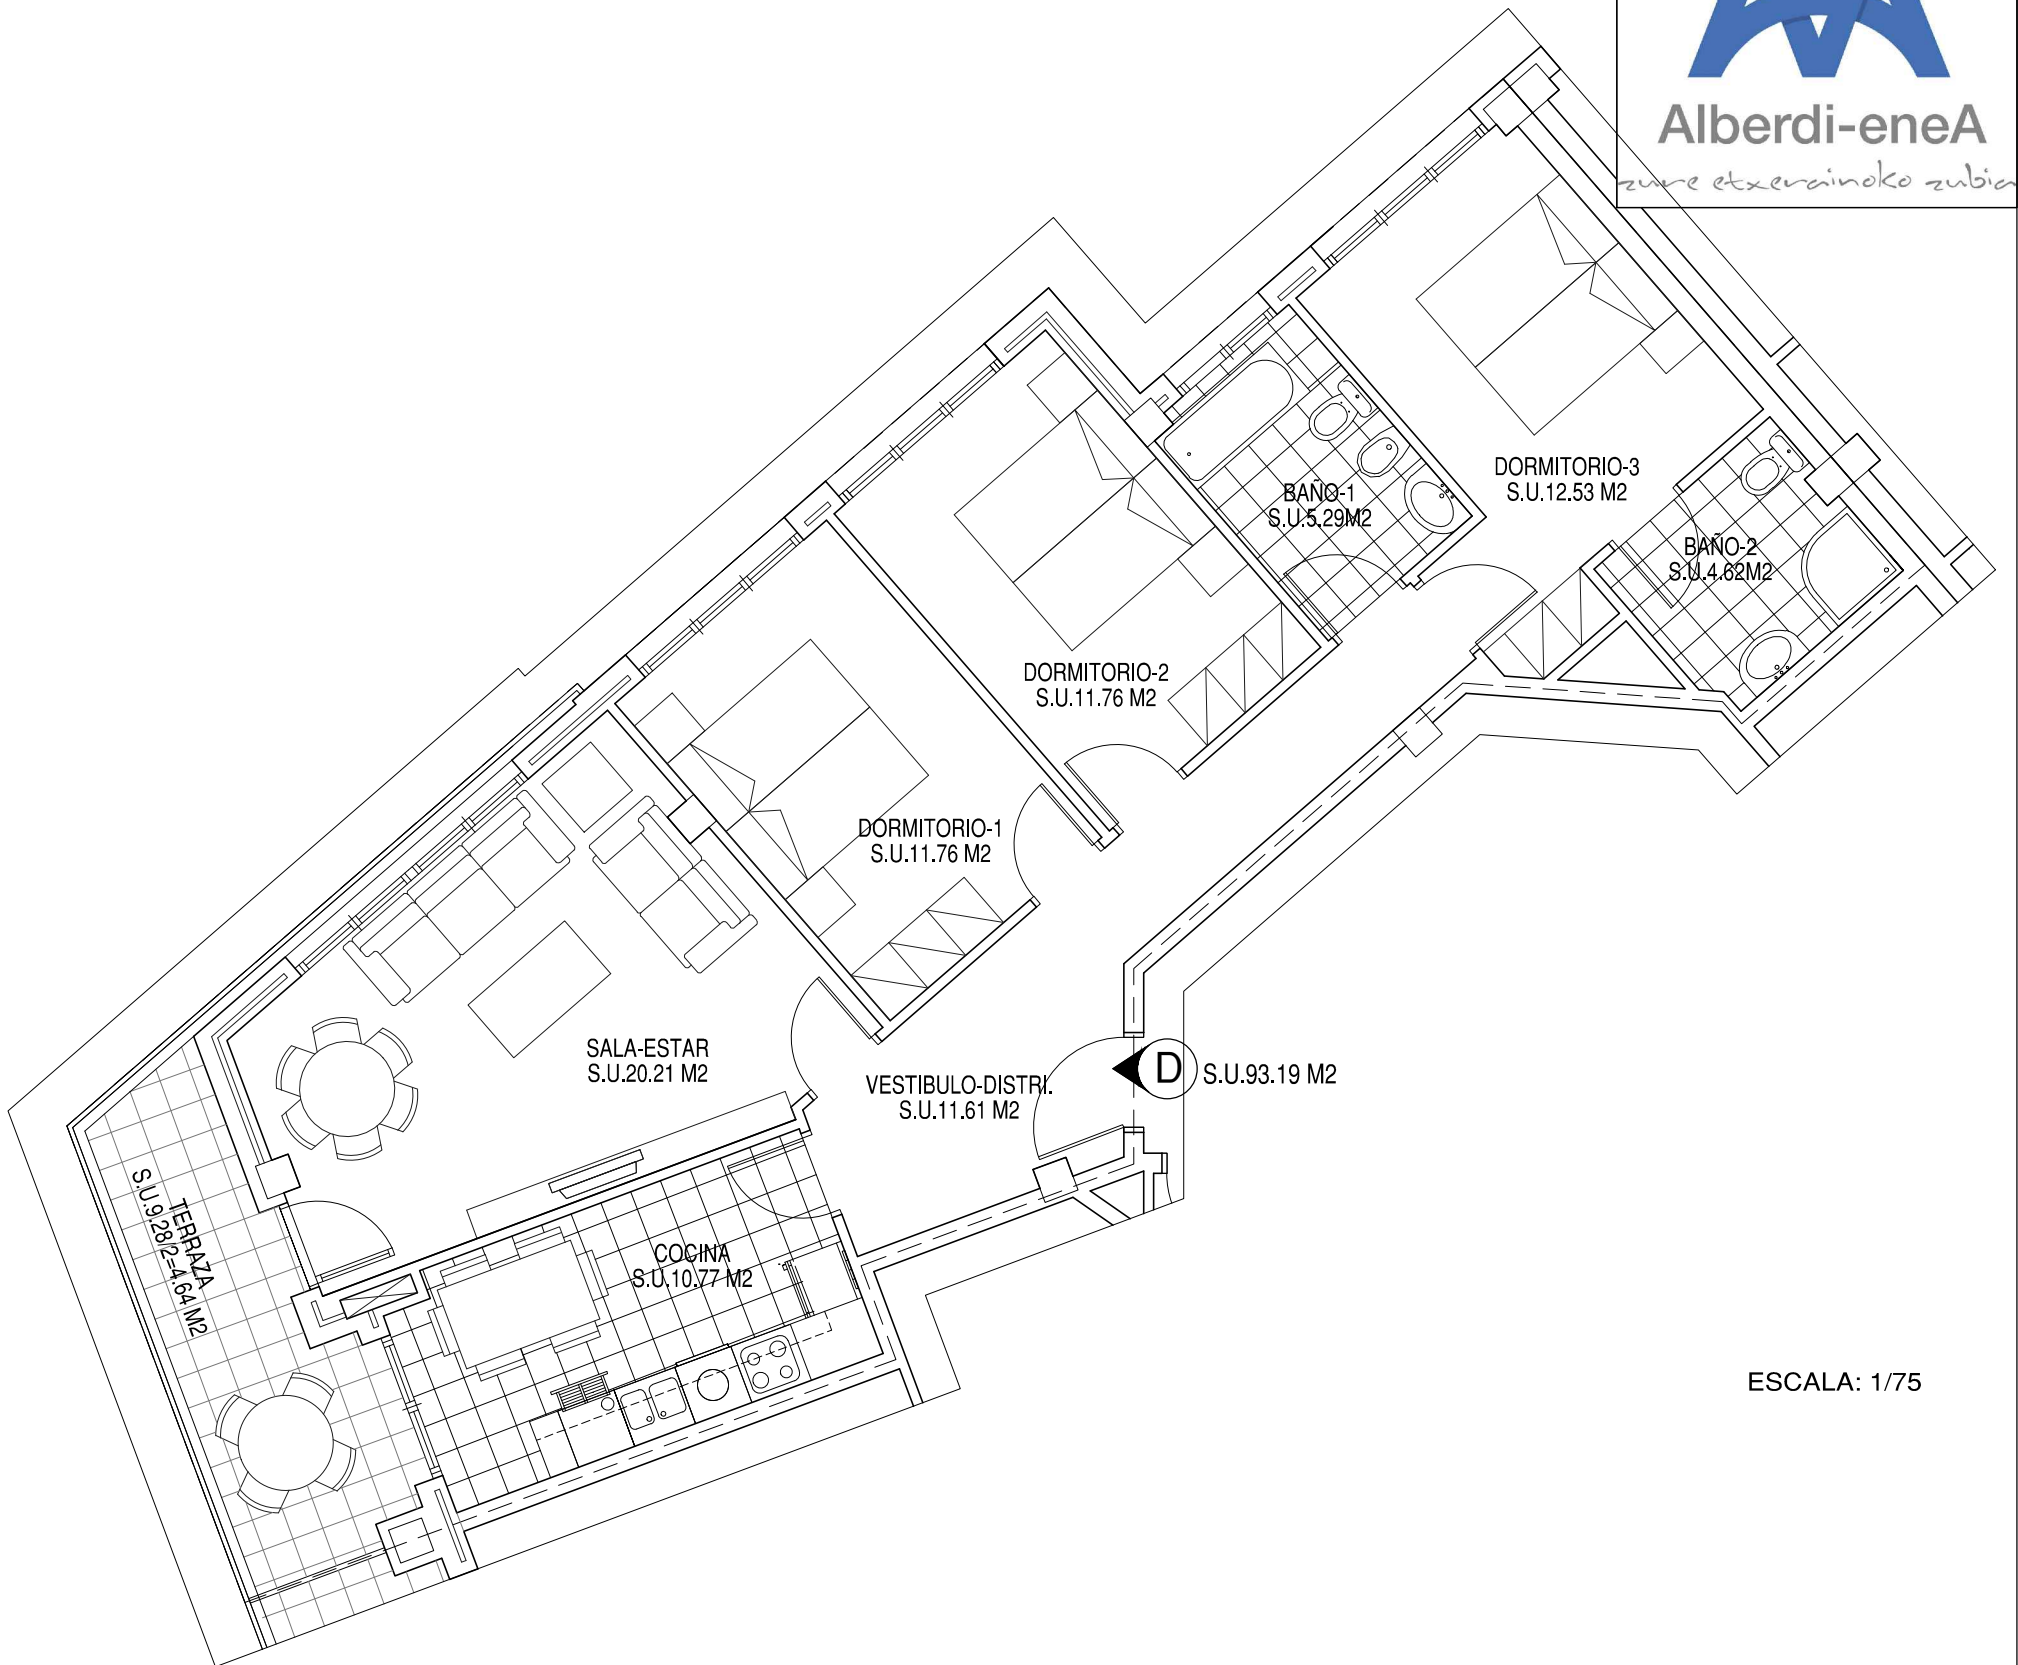 Alberdi-eneA
zure etxerainoko zubia
DORMITORIO-3
S.U.12.53 M2
BAÑO-1
S.U.5.29M2
BAÑO-2
S.U.4.62M2
DORMITORIO-2
S.U.11.76 M2
DORMITORIO-1
S.U.11.76 M2
SALA-ESTAR
S.U.20.21 M2
VESTIBULO-DISTRI.
S.U.11.61 M2
D
S.U.93.19 M2
TERRAZA
S.U.9.28/2=4.64 M2
COCINA
S.U.10.77 M2
ESCALA: 1/75